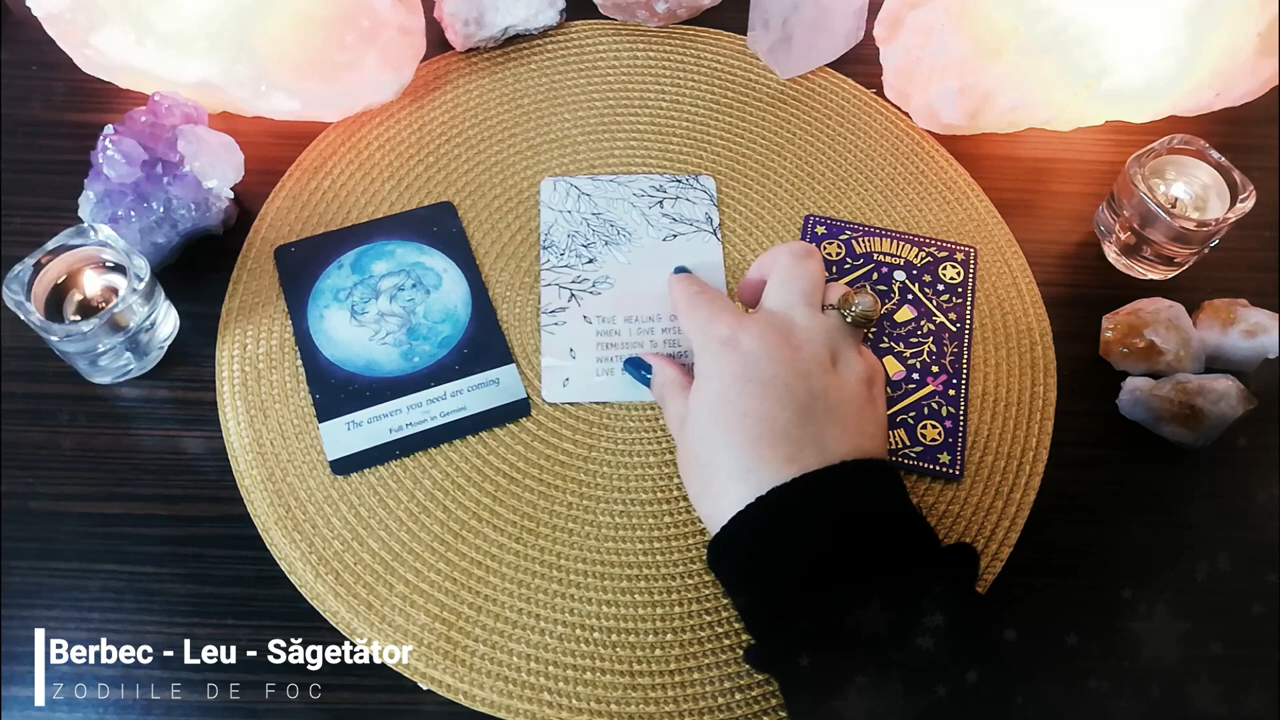 The answers you need are coming
Full Moon in Gemini
TRUE HEALING
WHEN I GIVE
PERMISSION TO FEEL
LIVE
AFFIRMATORS!
TAROT
Berbec - Leu - Săgetător
ZODIILE DE FOC